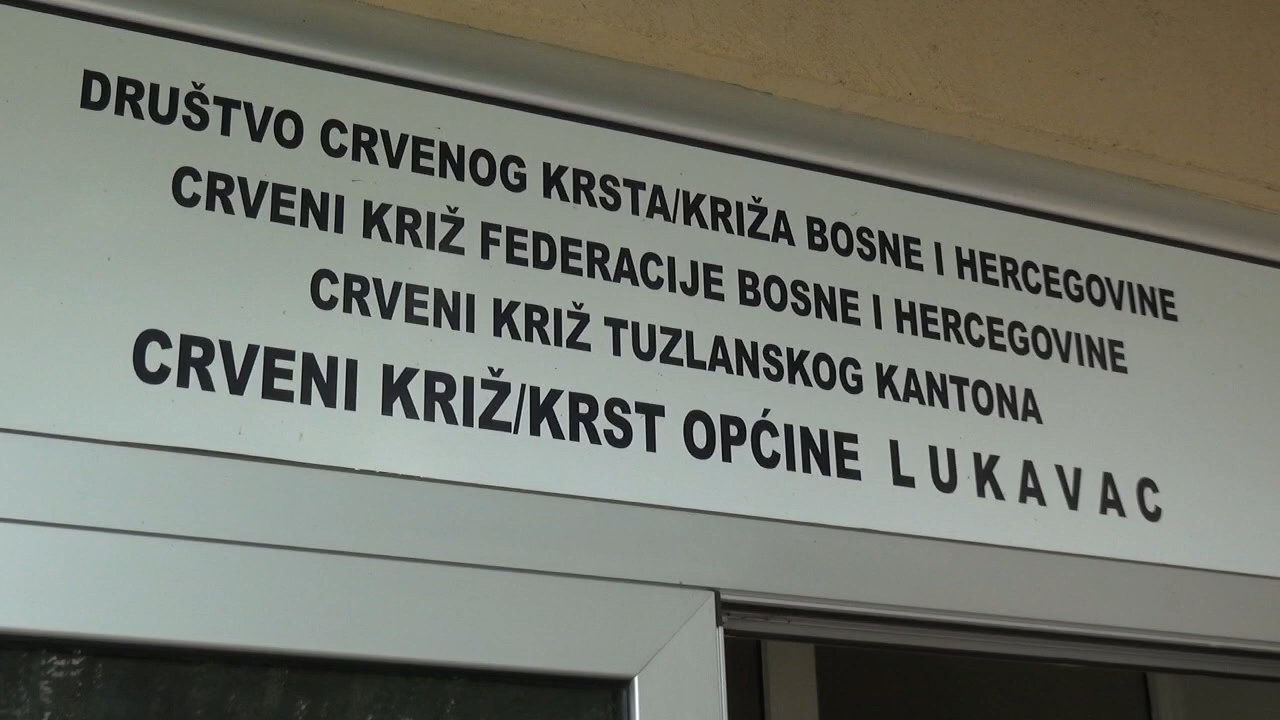 DRUŠTVO CRVENOG KRSTA/KRIŽA BOSNE I HERCEGOVINE
CRVENI KRIŽ FEDERACIJE BOSNE I HERCEGOVINE
CRVENI KRIŽ TUZLANSKOG KANTONA
CRVENI KRIŽ/KRST OPĆINE L U K A V A C